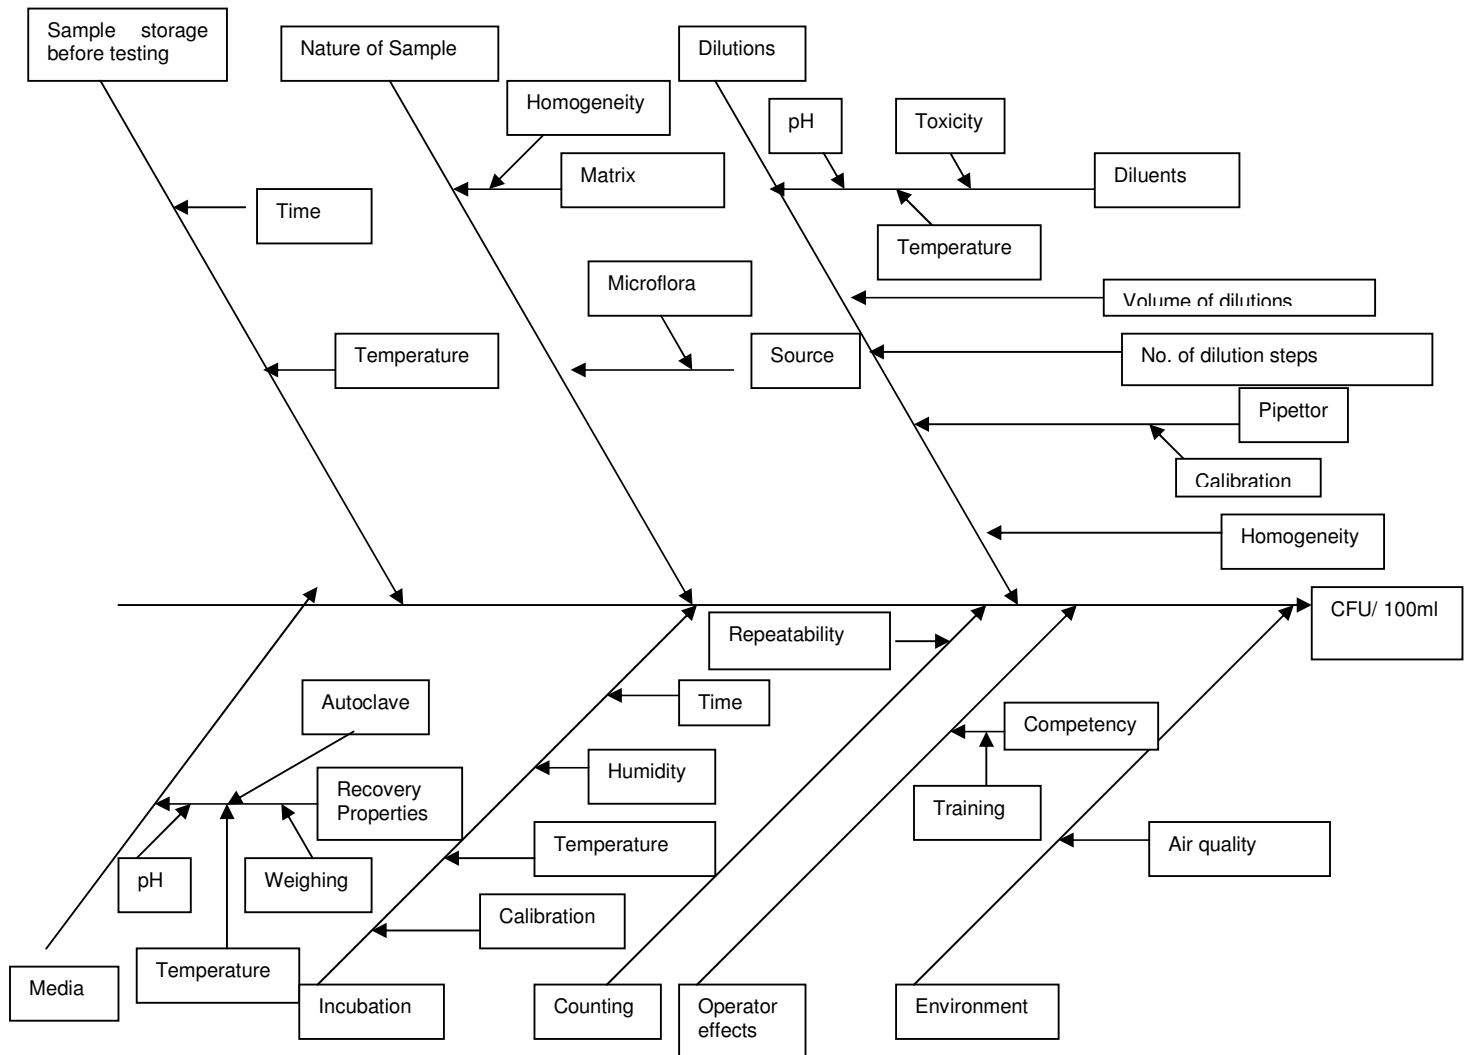 Sample storage
before testing
Nature of Sample
Dilutions
Homogeneity
pH
Toxicity
Matrix
Diluents
Time
Temperature
Microflora
Volume of dilutions
Temperature
Source
No. of dilution steps
Pipettor
Calibration
Homogeneity
CFU/ 100ml
Repeatability
Autoclave
Time
Competency
Humidity
Recovery
Properties
Training
Temperature
Air quality
pH
Weighing
Calibration
Temperature
Media
Incubation
Counting
Operator
effects
Environment